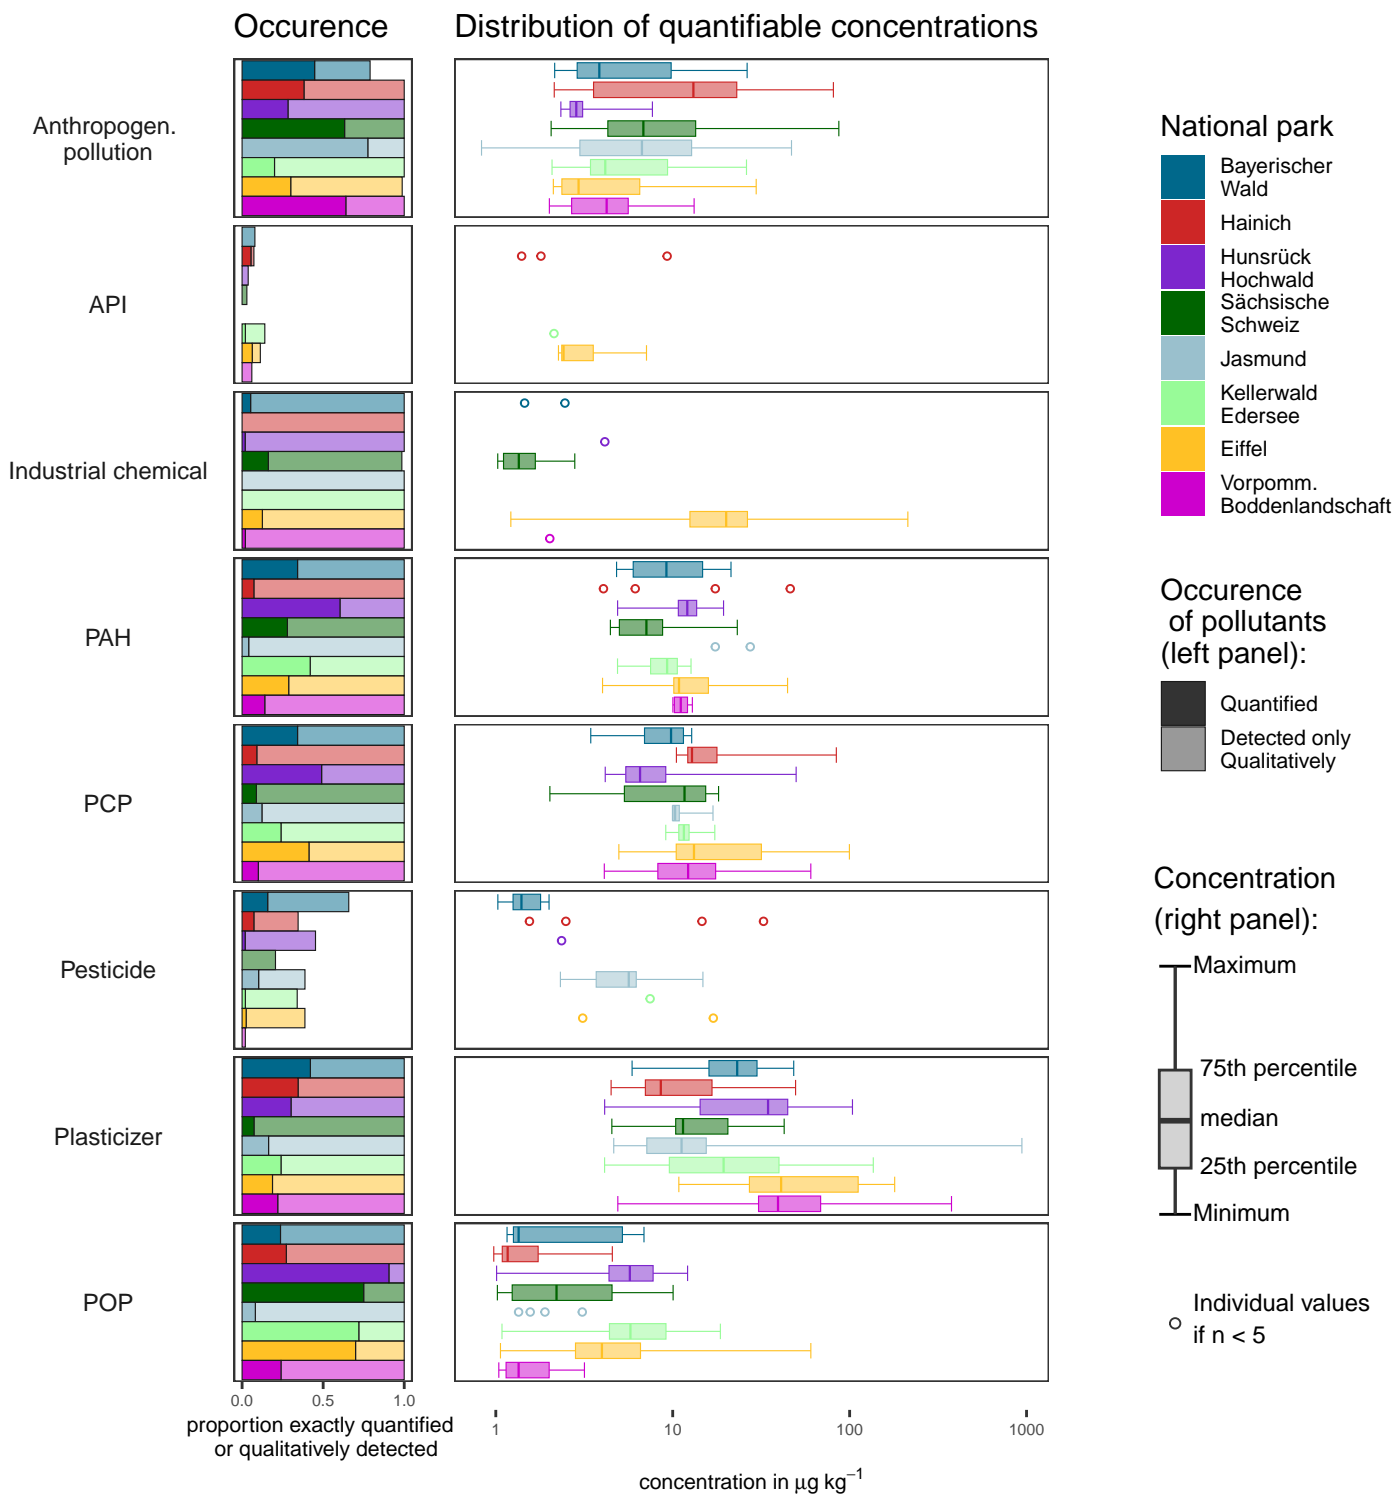 Occurence
Distribution of quantifiable concentrations
Anthropogen.
pollution
API
Industrial chemical
PAH
PCP
Pesticide
Plasticizer
POP
0.0
0.5
1.0
proportion exactly quantified
or qualitatively detected
1
10
100
1000
concentration in μg kg⁻¹
National park
Bayerischer
Wald
Hainich
Hunsrück
Hochwald
Sächsische
Schweiz
Jasmund
Kellerwald
Edersee
Eiffel
Vorpomm.
Boddenlandschaft
Occurence
of pollutants
(left panel):
Quantified
Detected only
Qualitatively
Concentration
(right panel):
Maximum
75th percentile
median
25th percentile
Minimum
Individual values
if n < 5